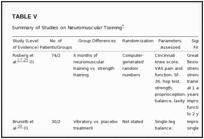 TABLE V
Summary of Studies on Neuromuscular Training
Study (Level of Evidence)
No. of Patients/Groups
Group Differences
Randomization
Parameters Assessed
Risberg et al.
74/2
6 months of neuromuscular training vs. strength training
Computer-generated random numbers
Cincinnati knee score, VAS pain and function, SF-36, hop test, strength, proprioception, balance, laxity
Brunetti et al.
30/2
Vibratory vs. placebo treatment
Not stated
Single-leg balance,